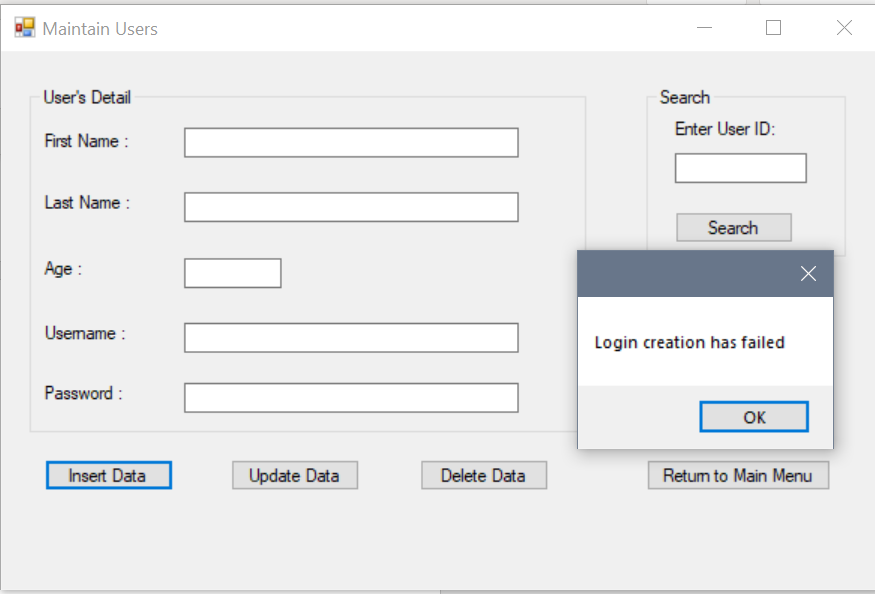 Maintain Users
User's Detail
First Name :
Last Name :
Age :
Username :
Password :
Search
Enter User ID:
Search
Login creation has failed
OK
Insert Data
Update Data
Delete Data
Return to Main Menu